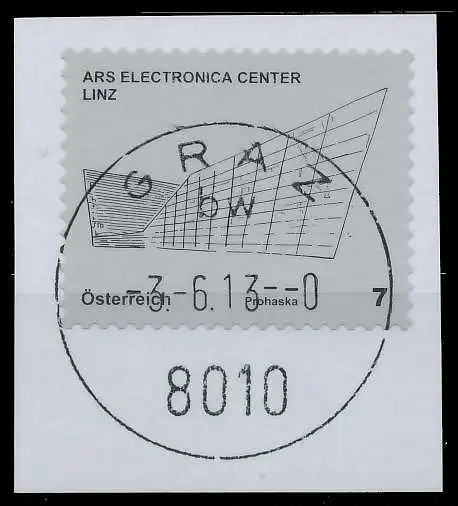 ARS ELECTRONICA CENTER
LINZ
GRAZ
bw
-3.-6.13--0
Österreich Prohaska 7
8010